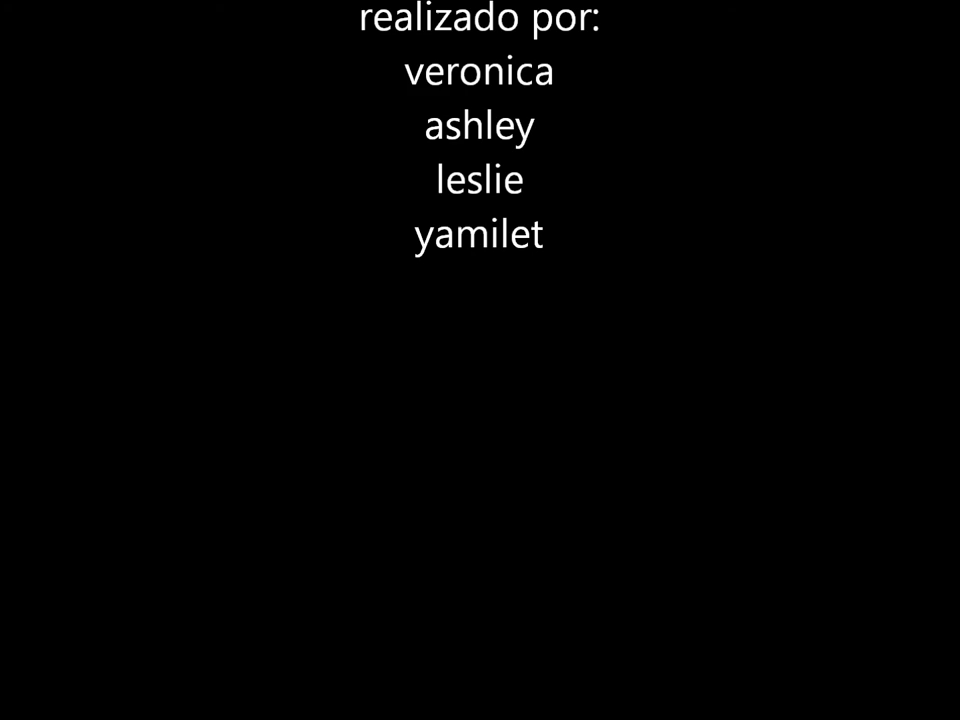 realizado por:
veronica
ashley
leslie
yamilet